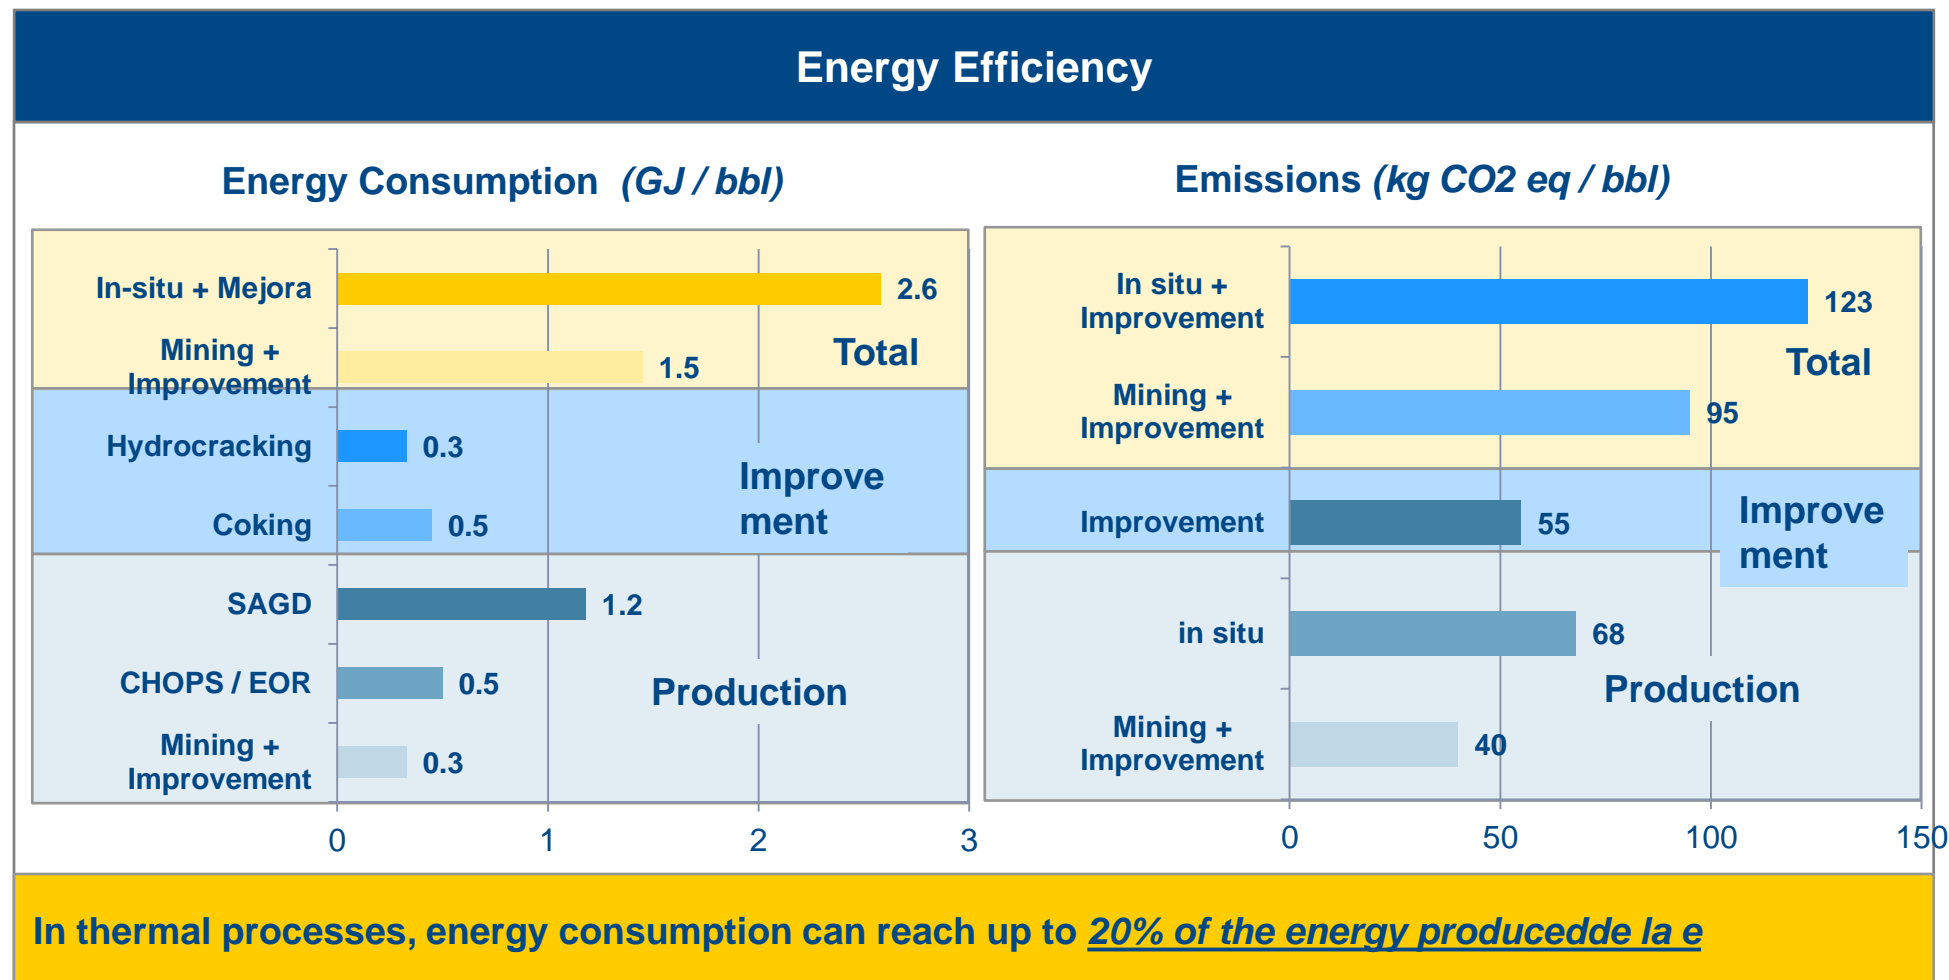 Energy Efficiency
Energy Consumption (GJ / bbl)
In-situ + Mejora
2.6
Mining +
Improvement
1.5
Total
Hydrocracking
0.3
Coking
0.5
Improve
ment
SAGD
1.2
CHOPS / EOR
0.5
Mining +
Improvement
0.3
Production
0
1
2
3
Emissions (kg CO2 eq / bbl)
In situ +
Improvement
123
Mining +
Improvement
95
Total
Improvement
55
Improve
ment
in situ
68
Mining +
Improvement
40
Production
0
50
100
150
In thermal processes, energy consumption can reach up to 20% of the energy producedde la e